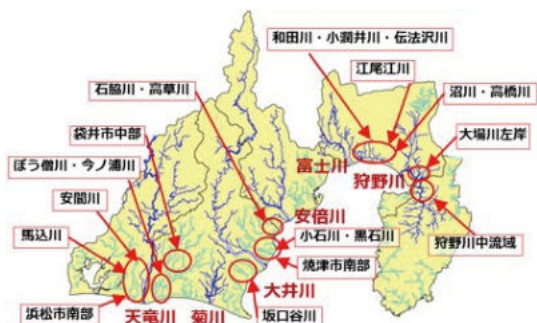 和田川・小潤井川・伝法沢川
江尾江川
石脇川・高草川
沼川・高橋川
袋井市中部
大場川左岸
ぼう僧川・今ノ浦川
富士川
狩野川
安間川
安倍川
馬込川
小石川・黒石川
狩野川中流域
焼津市南部
大井川
浜松市南部
天竜川
菊川
坂口谷川